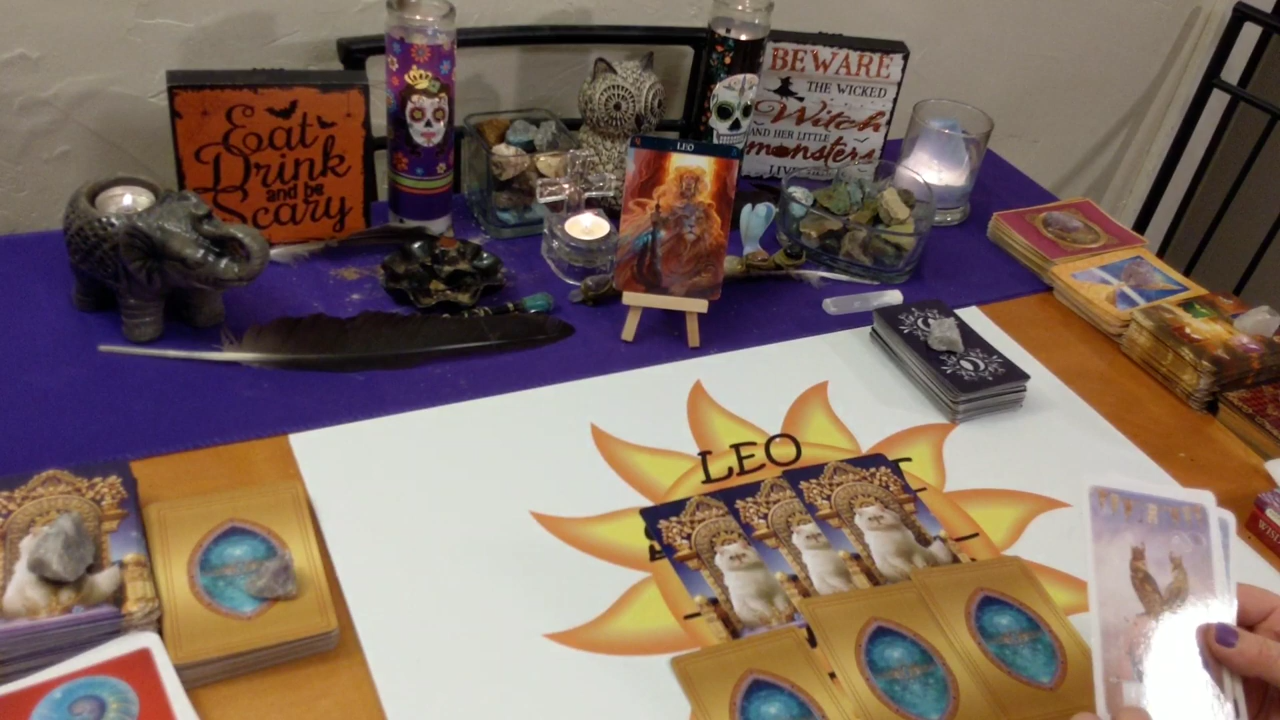 Eat
Drink
and be
Scary
BEWARE
THE WICKED
Witch
AND HER LITTLE
monsters
LEO
LEO